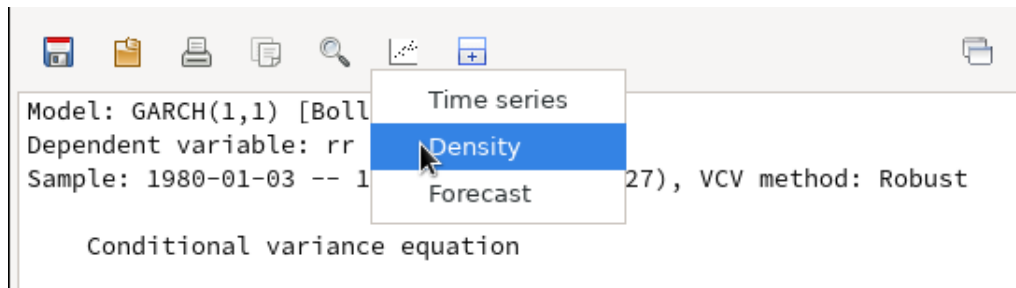 Time series
Density
Forecast
Model: GARCH(1,1) [Boll
Dependent variable: rr
Sample: 1980-01-03 -- 1 27), VCV method: Robust
Conditional variance equation